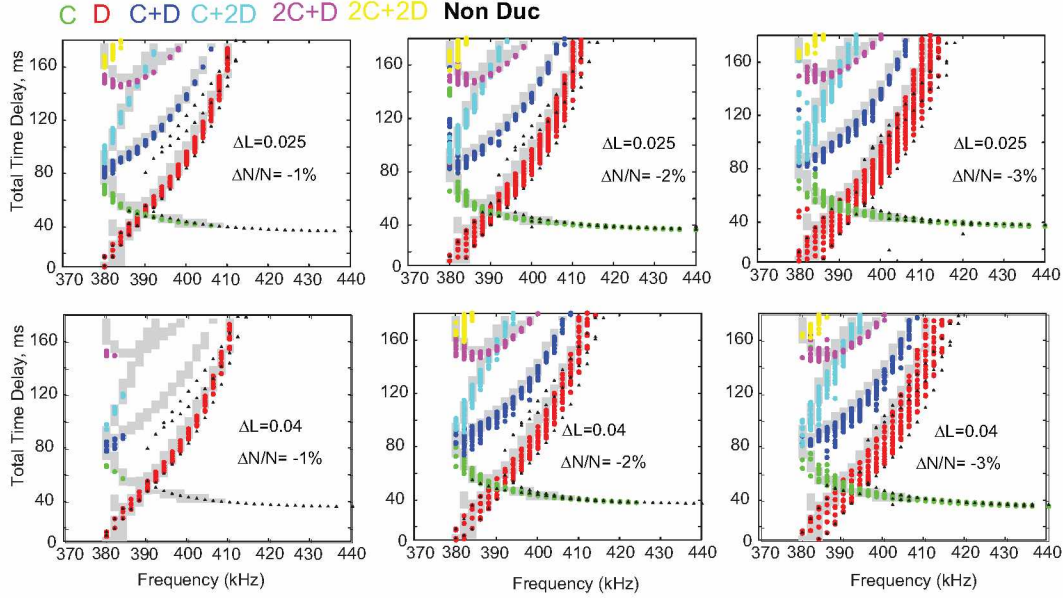 C D C+D C+2D 2C+D 2C+2D Non Duc
Total Time Delay, ms
160
120
80
40
0
ΔL=0.025
ΔN/N= -1%
370 380 390 400 410 420 430 440
160
120
80
40
0
ΔL=0.025
ΔN/N= -2%
370 380 390 400 410 420 430 440
160
120
80
40
0
ΔL=0.025
ΔN/N= -3%
370 380 390 400 410 420 430 440
Total Time Delay, ms
160
120
80
40
0
ΔL=0.04
ΔN/N= -1%
370 380 390 400 410 420 430 440
Frequency (kHz)
160
120
80
40
0
ΔL=0.04
ΔN/N= -2%
370 380 390 400 410 420 430 440
Frequency (kHz)
160
120
80
40
0
ΔL=0.04
ΔN/N= -3%
370 380 390 400 410 420 430 440
Frequency (kHz)